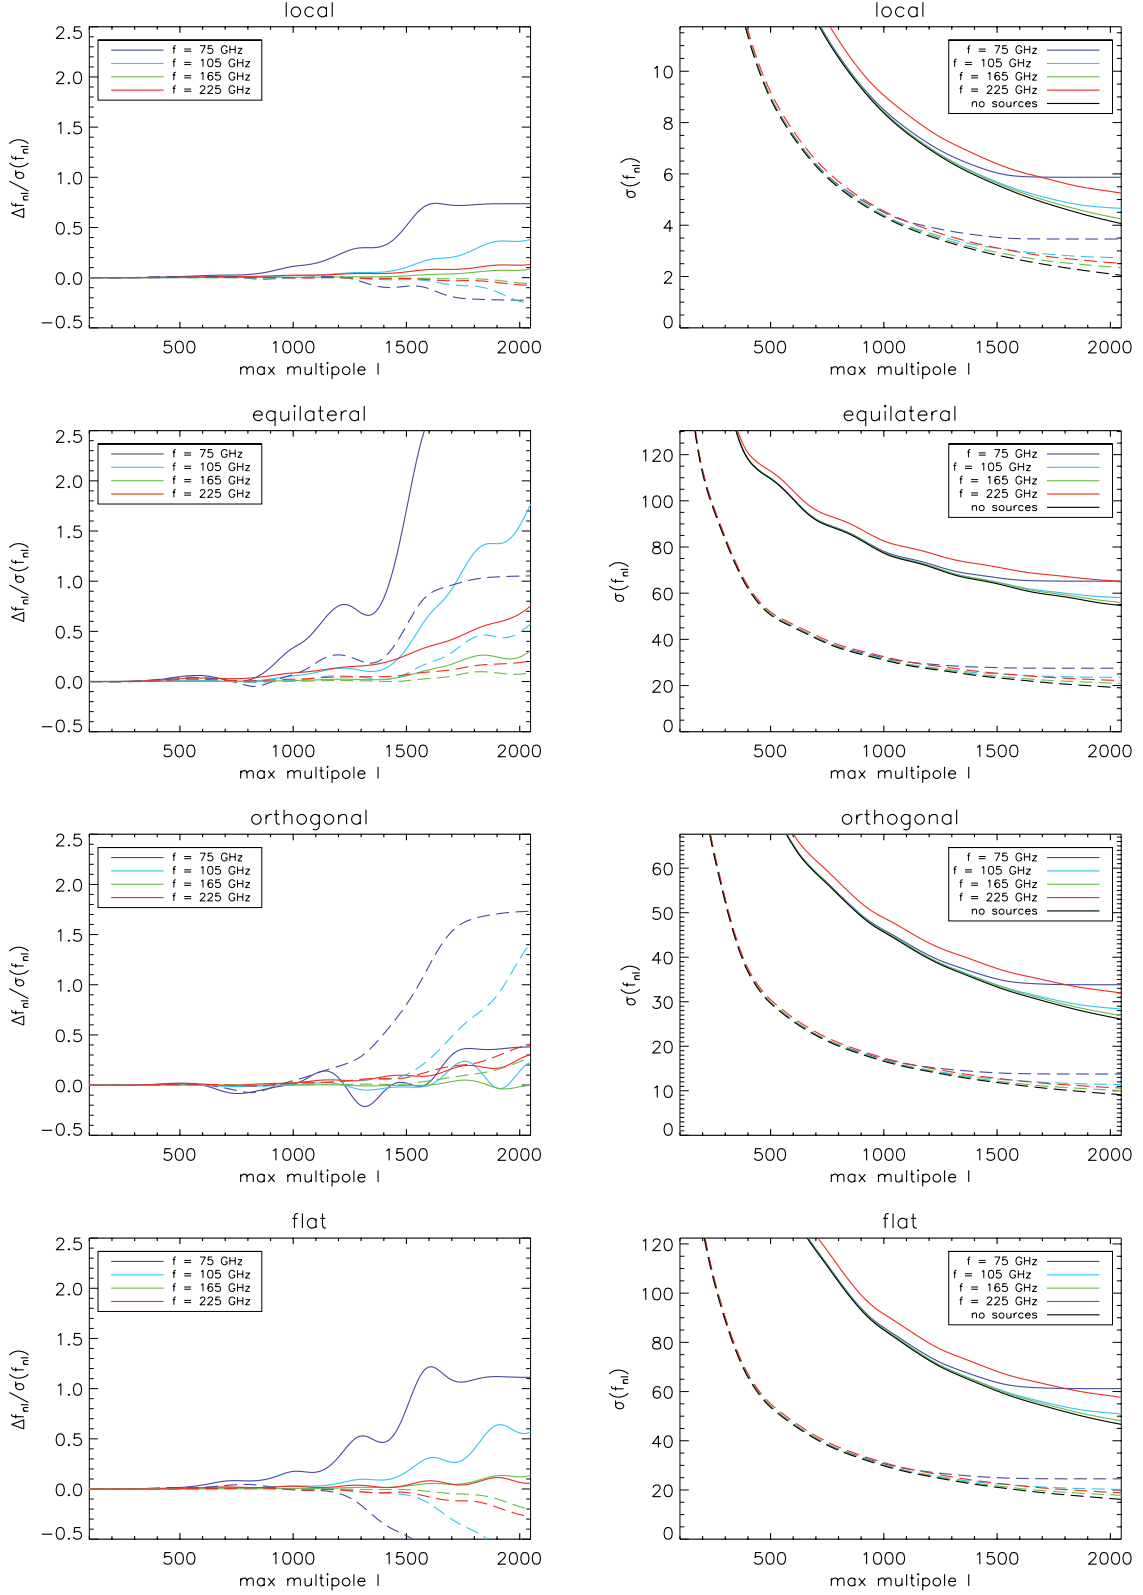 local
2.5
2.0
1.5
1.0
0.5
0.0
−0.5
Δf_nl/σ(f_nl)
f = 75 GHz
f = 105 GHz
f = 165 GHz
f = 225 GHz
500 1000 1500 2000
max multipole l
local
10
8
6
4
2
0
σ(f_nl)
f = 75 GHz
f = 105 GHz
f = 165 GHz
f = 225 GHz
no sources
500 1000 1500 2000
max multipole l
equilateral
2.5
2.0
1.5
1.0
0.5
0.0
−0.5
Δf_nl/σ(f_nl)
f = 75 GHz
f = 105 GHz
f = 165 GHz
f = 225 GHz
500 1000 1500 2000
max multipole l
equilateral
120
100
80
60
40
20
0
σ(f_nl)
f = 75 GHz
f = 105 GHz
f = 165 GHz
f = 225 GHz
no sources
500 1000 1500 2000
max multipole l
orthogonal
2.5
2.0
1.5
1.0
0.5
0.0
−0.5
Δf_nl/σ(f_nl)
f = 75 GHz
f = 105 GHz
f = 165 GHz
f = 225 GHz
500 1000 1500 2000
max multipole l
orthogonal
60
50
40
30
20
10
0
σ(f_nl)
f = 75 GHz
f = 105 GHz
f = 165 GHz
f = 225 GHz
no sources
500 1000 1500 2000
max multipole l
flat
2.5
2.0
1.5
1.0
0.5
0.0
−0.5
Δf_nl/σ(f_nl)
f = 75 GHz
f = 105 GHz
f = 165 GHz
f = 225 GHz
500 1000 1500 2000
max multipole l
flat
120
100
80
60
40
20
0
σ(f_nl)
f = 75 GHz
f = 105 GHz
f = 165 GHz
f = 225 GHz
no sources
500 1000 1500 2000
max multipole l